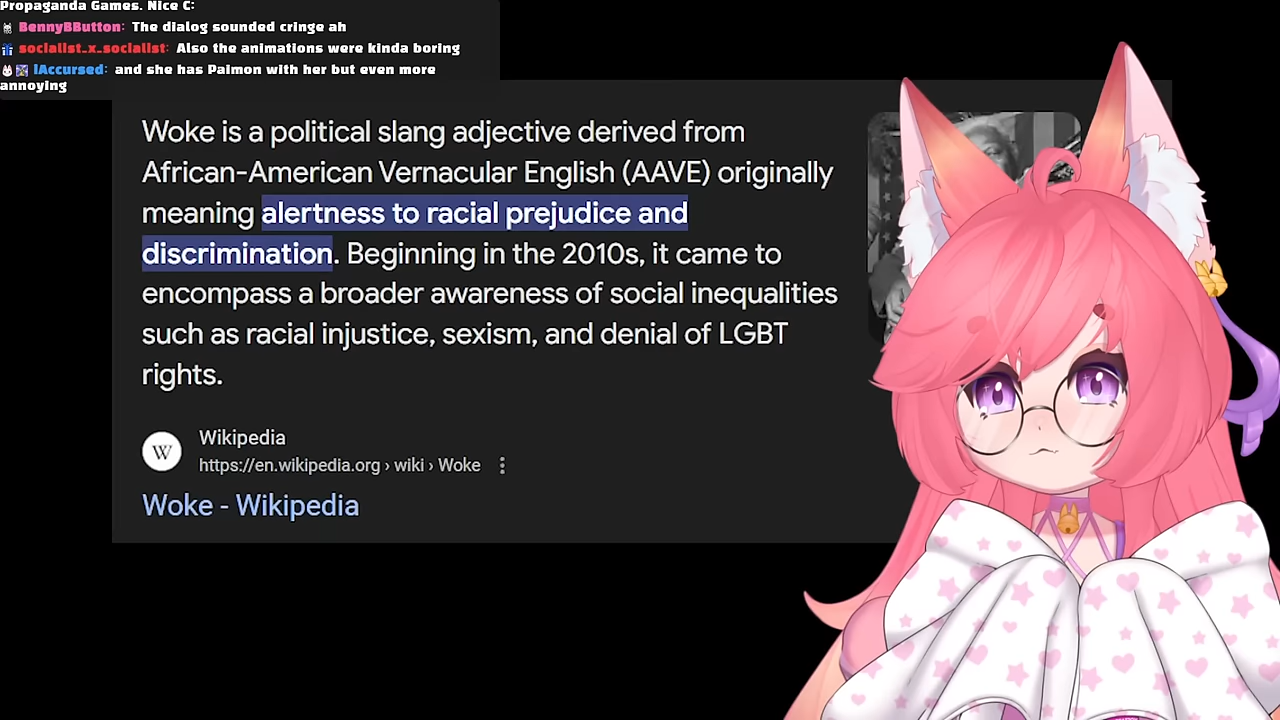 Propaganda Games. Nice C:
BennyBButton: The dialog sounded cringe ah
socialist_x_socialist: Also the animations were kinda boring
lAccursed: and she has Paimon with her but even more
annoying
Woke is a political slang adjective derived from
African-American Vernacular English (AAVE) originally
meaning alertness to racial prejudice and
discrimination. Beginning in the 2010s, it came to
encompass a broader awareness of social inequalities
such as racial injustice, sexism, and denial of LGBT
rights.
W
Wikipedia
https://en.wikipedia.org › wiki › Woke
Woke - Wikipedia